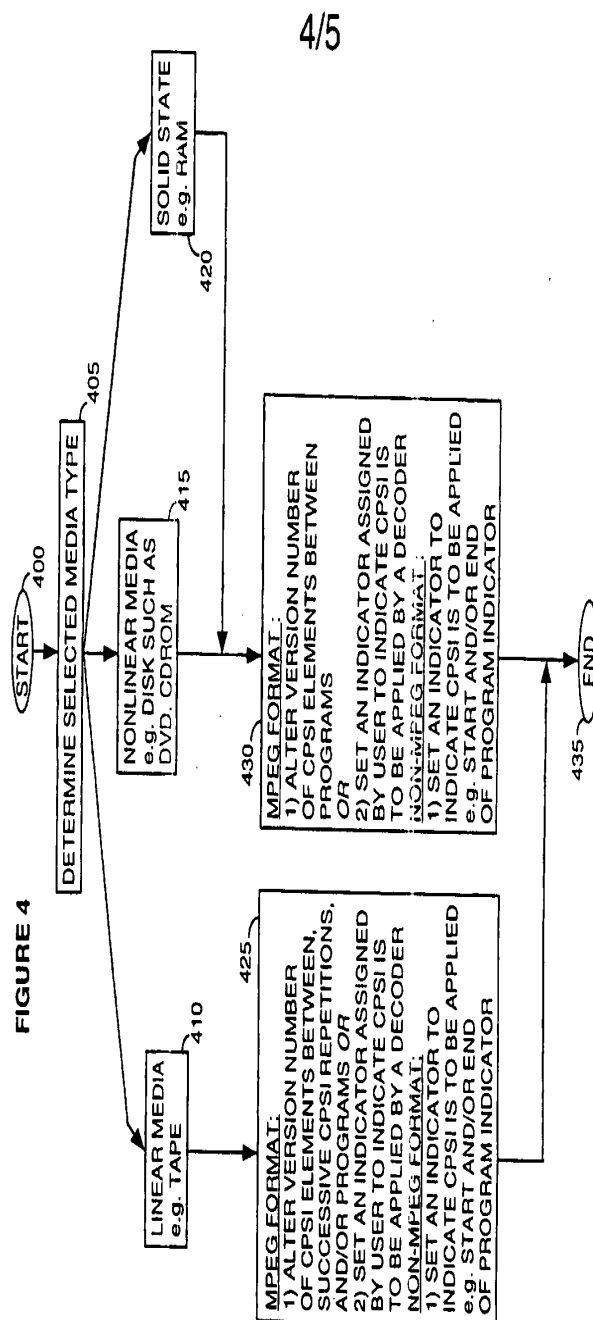 4/5
FIGURE 4
START
400
DETERMINE SELECTED MEDIA TYPE
405
LINEAR MEDIA
e.g. TAPE
410
NONLINEAR MEDIA
e.g. DISK SUCH AS
DVD. CDROM
415
SOLID STATE
e.g. RAM
420
425
MPEG FORMAT:
1) ALTER VERSION NUMBER
OF CPSI ELEMENTS BETWEEN,
SUCCESSIVE CPSI REPETITIONS,
AND/OR PROGRAMS OR
2) SET AN INDICATOR ASSIGNED
BY USER TO INDICATE CPSI IS
TO BE APPLIED BY A DECODER
NON-MPEG FORMAT:
1) SET AN INDICATOR TO
INDICATE CPSI IS TO BE APPLIED
e.g. START AND/OR END
OF PROGRAM INDICATOR
430
MPEG FORMAT :
1) ALTER VERSION NUMBER
OF CPSI ELEMENTS BETWEEN
PROGRAMS
OR
2) SET AN INDICATOR ASSIGNED
BY USER TO INDICATE CPSI IS
TO BE APPLIED BY A DECODER
NON-MPEG FORMAT :
1) SET AN INDICATOR TO
INDICATE CPSI IS TO BE APPLIED
e.g. START AND/OR END
OF PROGRAM INDICATOR
435
END